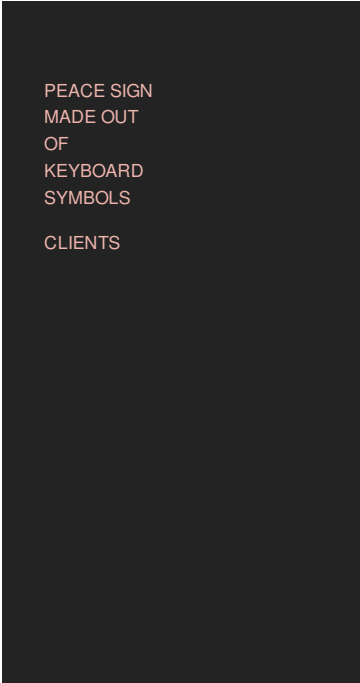 PEACE SIGN
MADE OUT
OF
KEYBOARD
SYMBOLS
CLIENTS